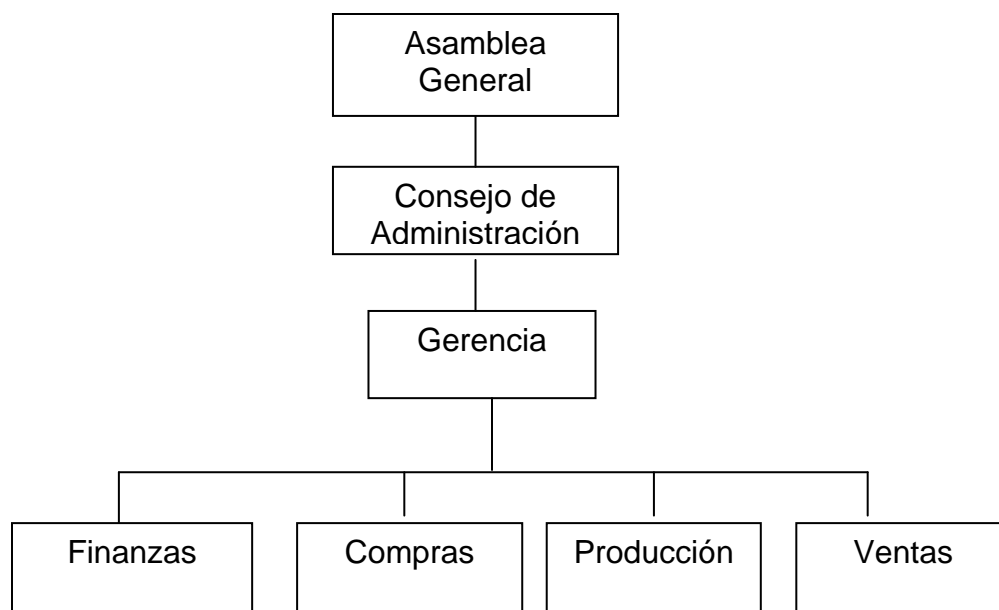 Asamblea
General
Consejo de
Administración
Gerencia
Finanzas
Compras
Producción
Ventas